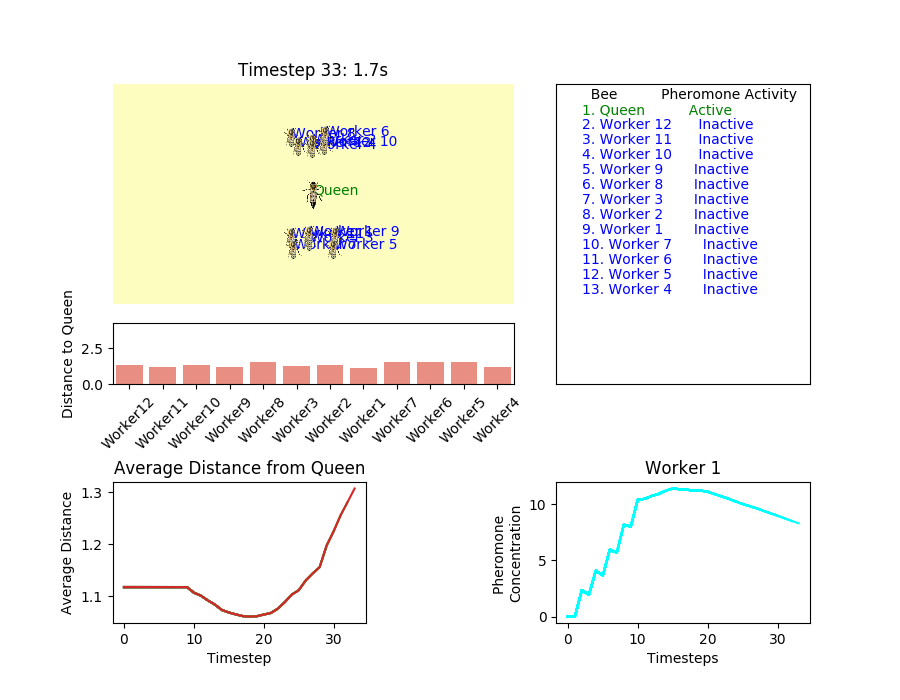 Timestep 33: 1.7s
Bee Pheromone Activity
1. Queen Active
2. Worker 12 Inactive
3. Worker 11 Inactive
4. Worker 10 Inactive
5. Worker 9 Inactive
6. Worker 8 Inactive
7. Worker 3 Inactive
8. Worker 2 Inactive
9. Worker 1 Inactive
10. Worker 7 Inactive
11. Worker 6 Inactive
12. Worker 5 Inactive
13. Worker 4 Inactive
Worker 6
10
Queen
Worker 9
Worker 5
Distance to Queen
2.5
0.0
Worker12
Worker11
Worker10
Worker9
Worker8
Worker3
Worker2
Worker1
Worker7
Worker6
Worker5
Worker4
Average Distance from Queen
Average Distance
1.3
1.2
1.1
0 10 20 30
Timestep
Worker 1
Pheromone
Concentration
10
5
0
0 10 20 30
Timesteps